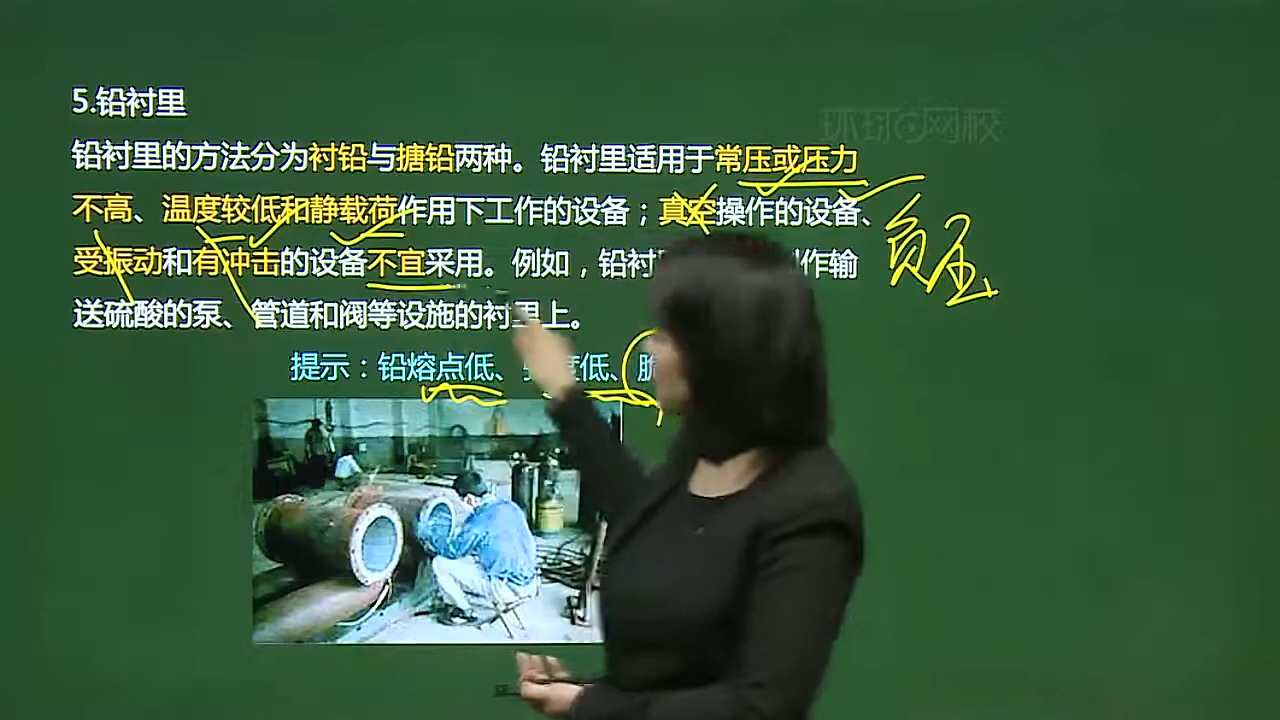 环球网校
5.铅衬里
铅衬里的方法分为衬铅与搪铅两种。铅衬里适用于常压或压力
不高、温度较低和静载荷作用下工作的设备；真空操作的设备、
负压
受振动和有冲击的设备不宜采用。例如，铅衬 作输
送硫酸的泵、管道和阀等设施的衬里上。
提示：铅熔点低、 度低、脆